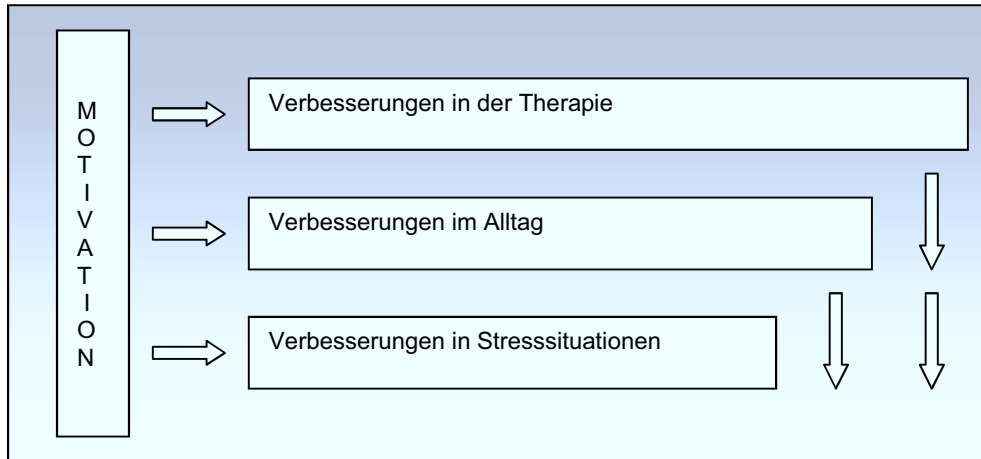 MOTIVATION
Verbesserungen in der Therapie
Verbesserungen im Alltag
Verbesserungen in Stresssituationen